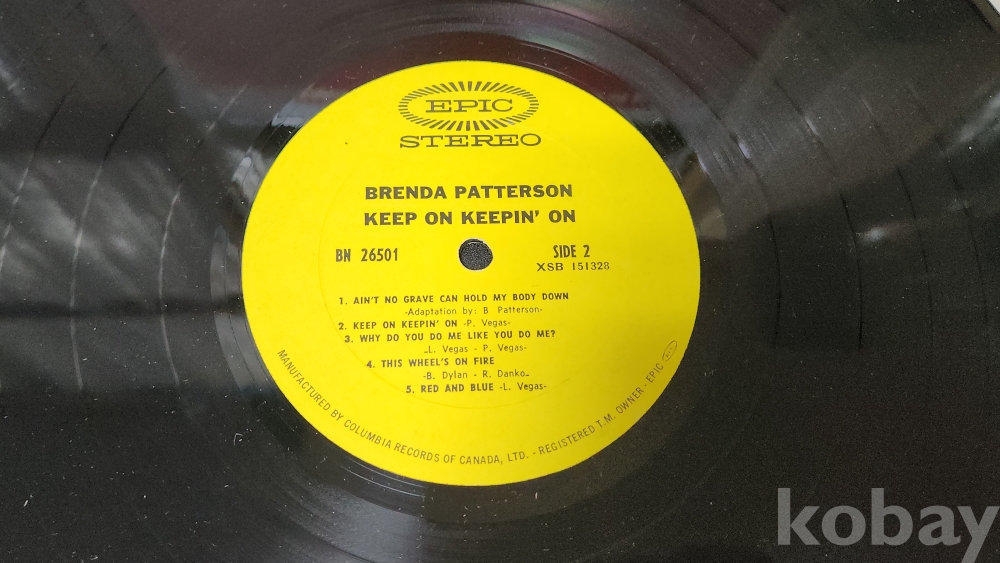 EPIC
STEREO
BRENDA PATTERSON
KEEP ON KEEPIN' ON
BN 26501
SIDE 2
XSB 151328
1. AIN'T NO GRAVE CAN HOLD MY BODY DOWN
-Adaptation by: B Patterson-
2. KEEP ON KEEPIN' ON -P. Vegas-
3. WHY DO YOU DO ME LIKE YOU DO ME?
-L. Vegas - P. Vegas-
4. THIS WHEEL'S ON FIRE
-B. Dylan - R. Danko-
5. RED AND BLUE -L. Vegas-
MANUFACTURED BY COLUMBIA RECORDS OF CANADA, LTD. - REGISTERED T.M. OWNER - EPIC
kobay